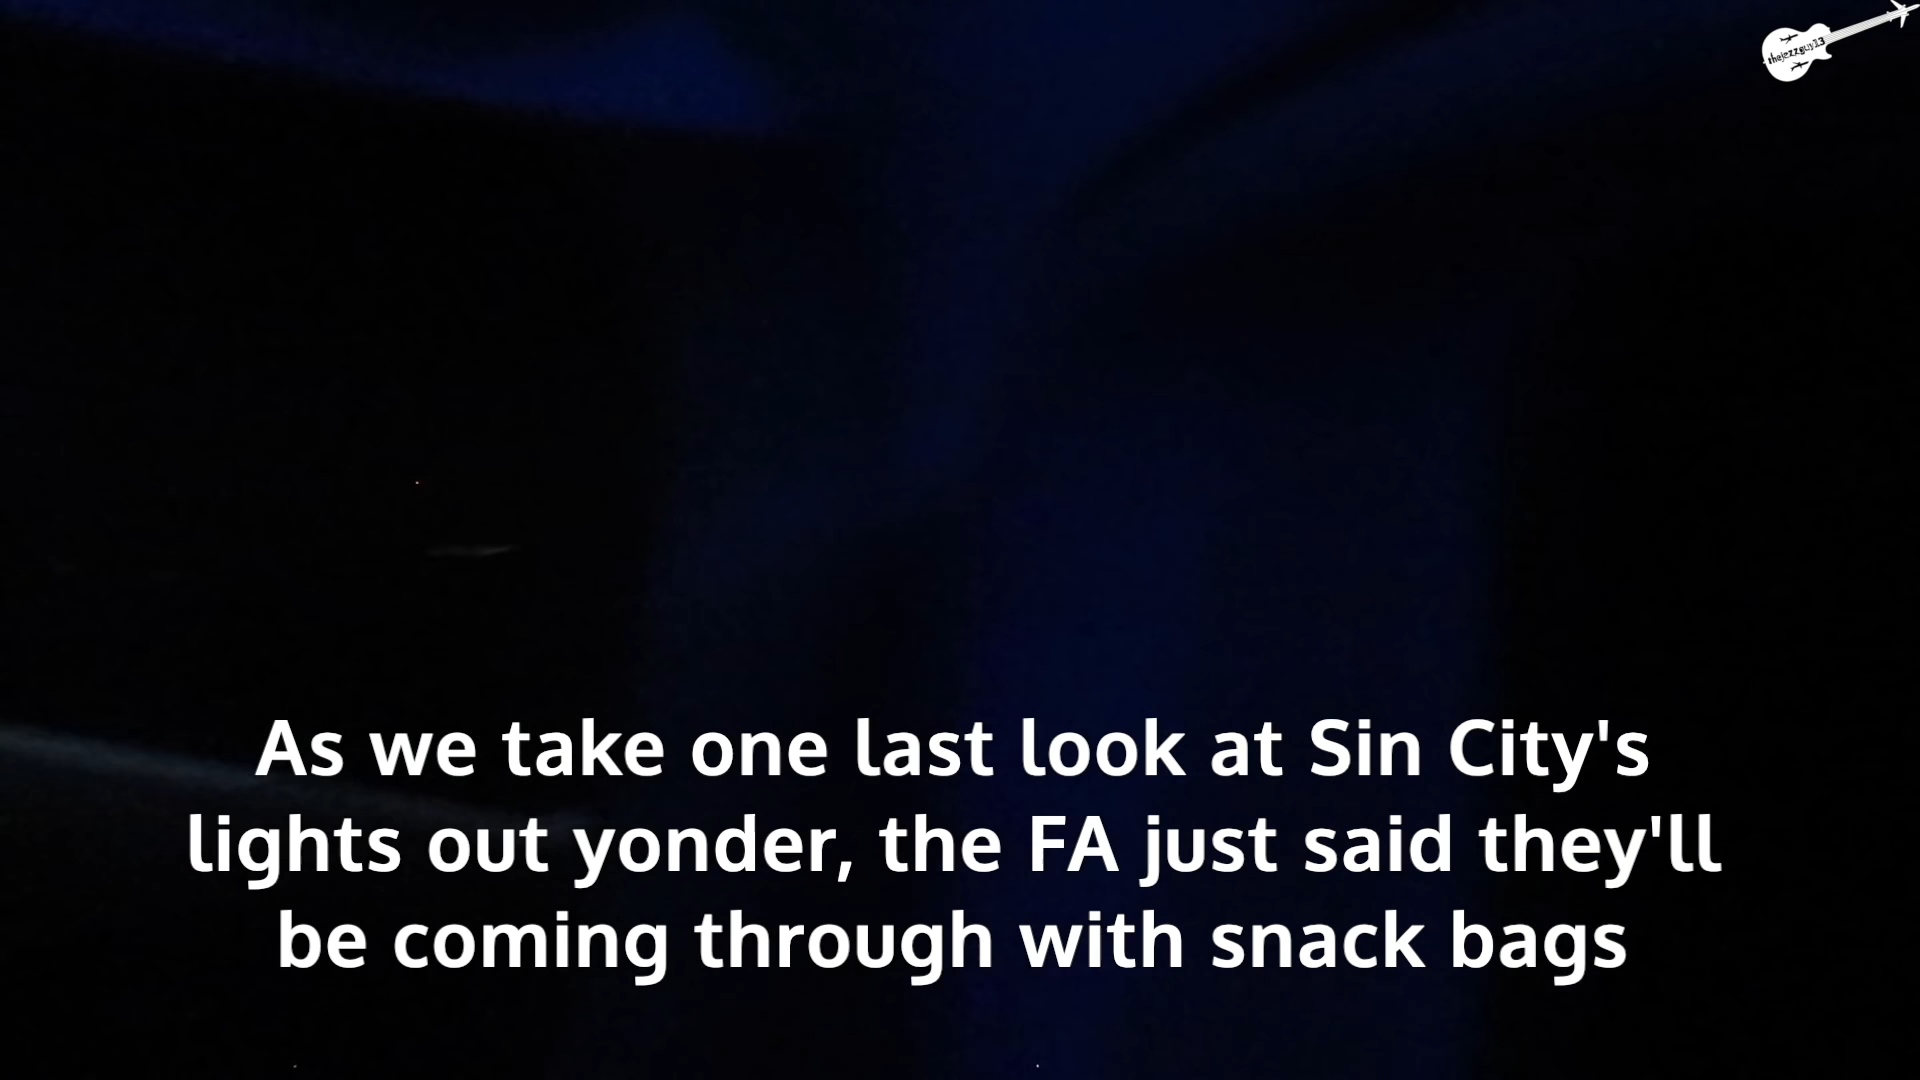 thejazzguy13
As we take one last look at Sin City's
lights out yonder, the FA just said they'll
be coming through with snack bags